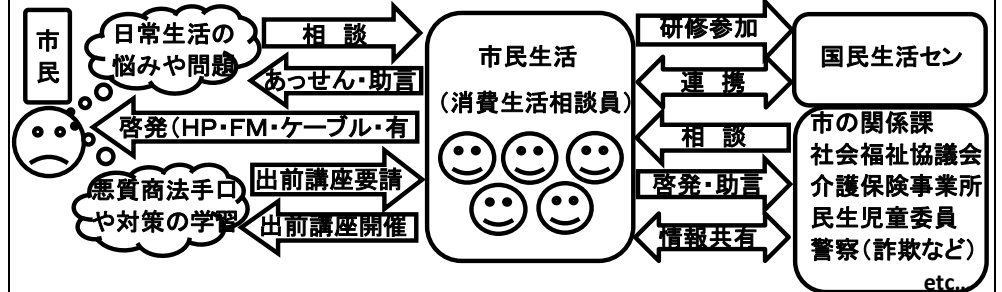 市民
日常生活の
悩みや問題
相談
あっせん・助言
啓発(HP・FM・ケーブル・有
悪質商法手口
や対策の学習
出前講座要請
出前講座開催
市民生活
(消費生活相談員)
研修参加
連携
相談
啓発・助言
情報共有
国民生活セン
市の関係課
社会福祉協議会
介護保険事業所
民生児童委員
警察(詐欺など)
etc...